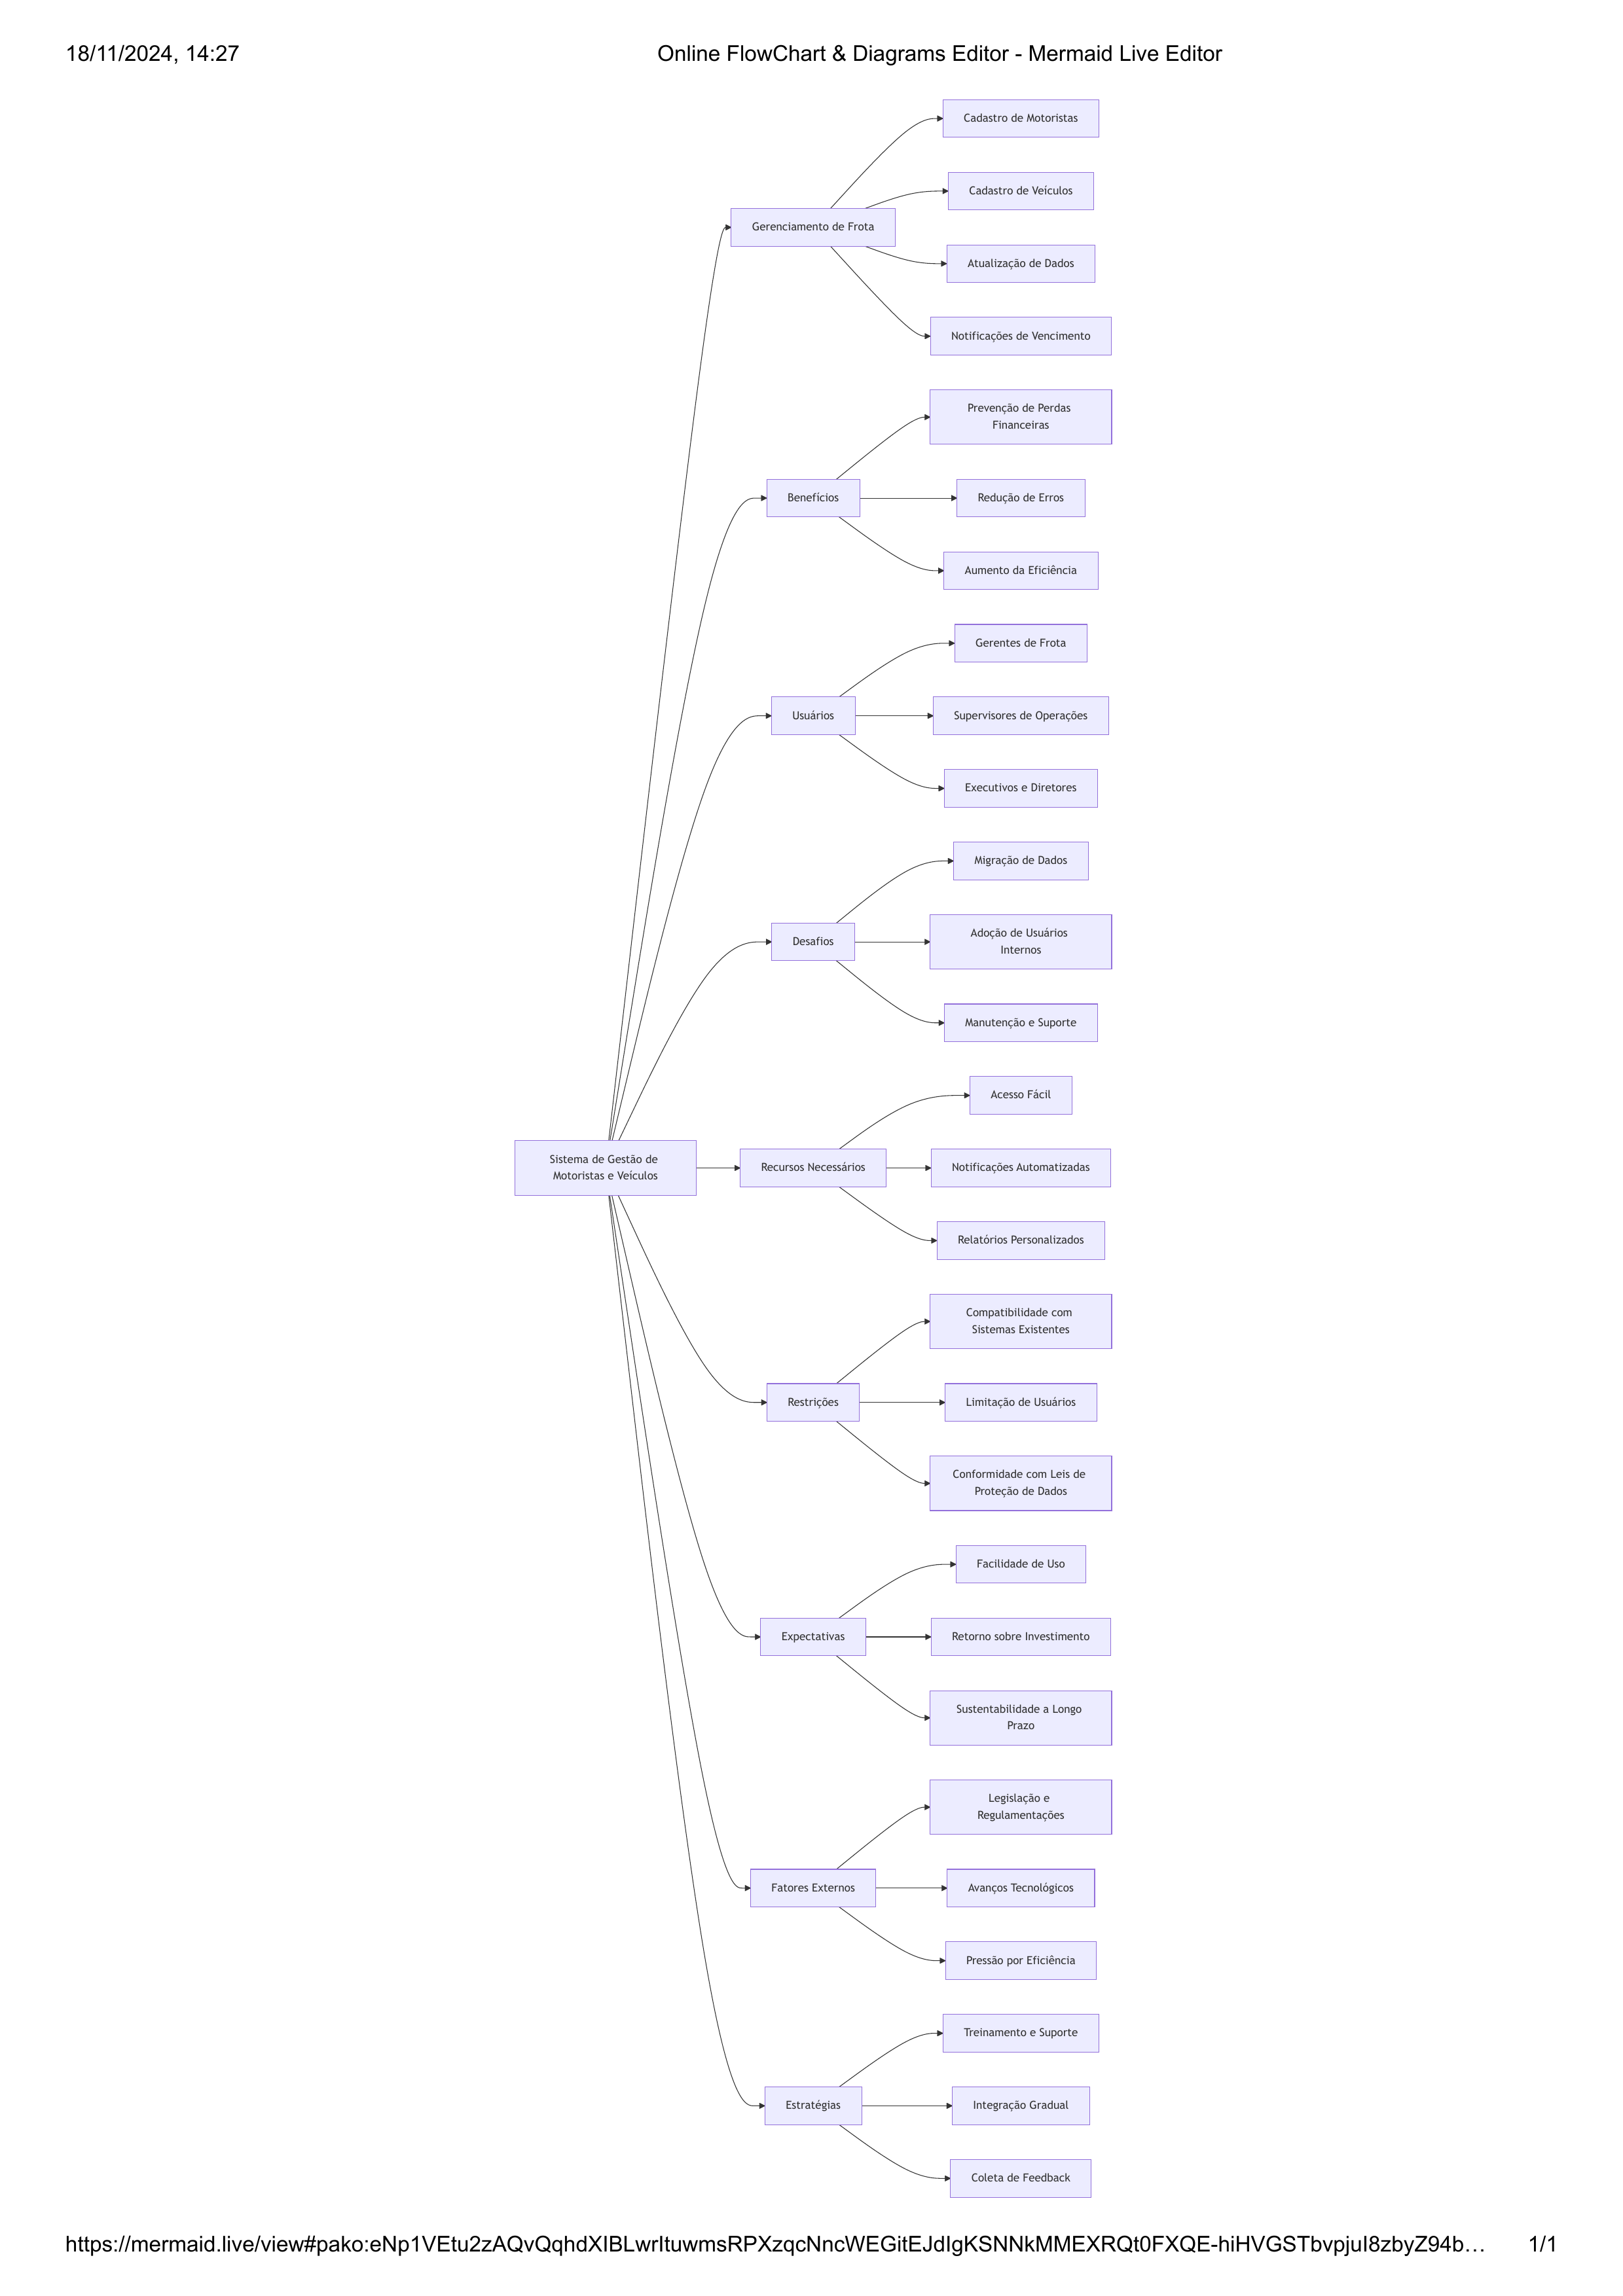 18/11/2024, 14:27
Online FlowChart & Diagrams Editor - Mermaid Live Editor
Cadastro de Motoristas
Cadastro de Veículos
Gerenciamento de Frota
Atualização de Dados
Notificações de Vencimento
Prevenção de Perdas
Financeiras
Benefícios
Redução de Erros
Aumento da Eficiência
Gerentes de Frota
Usuários
Supervisores de Operações
Executivos e Diretores
Migração de Dados
Desafios
Adoção de Usuários
Internos
Manutenção e Suporte
Acesso Fácil
Sistema de Gestão de
Motoristas e Veículos
Recursos Necessários
Notificações Automatizadas
Relatórios Personalizados
Compatibilidade com
Sistemas Existentes
Restrições
Limitação de Usuários
Conformidade com Leis de
Proteção de Dados
Facilidade de Uso
Expectativas
Retorno sobre Investimento
Sustentabilidade a Longo
Prazo
Legislação e
Regulamentações
Fatores Externos
Avanços Tecnológicos
Pressão por Eficiência
Treinamento e Suporte
Estratégias
Integração Gradual
Coleta de Feedback
https://mermaid.live/view#pako:eNp1VEtu2zAQvQqhdXIBLwrItuwmsRPXzqcNncWEGitEJdIgKSNNkMMEXRQt0FXQE-hiHVGSTbvpjuI8zbyZ94b…
1/1